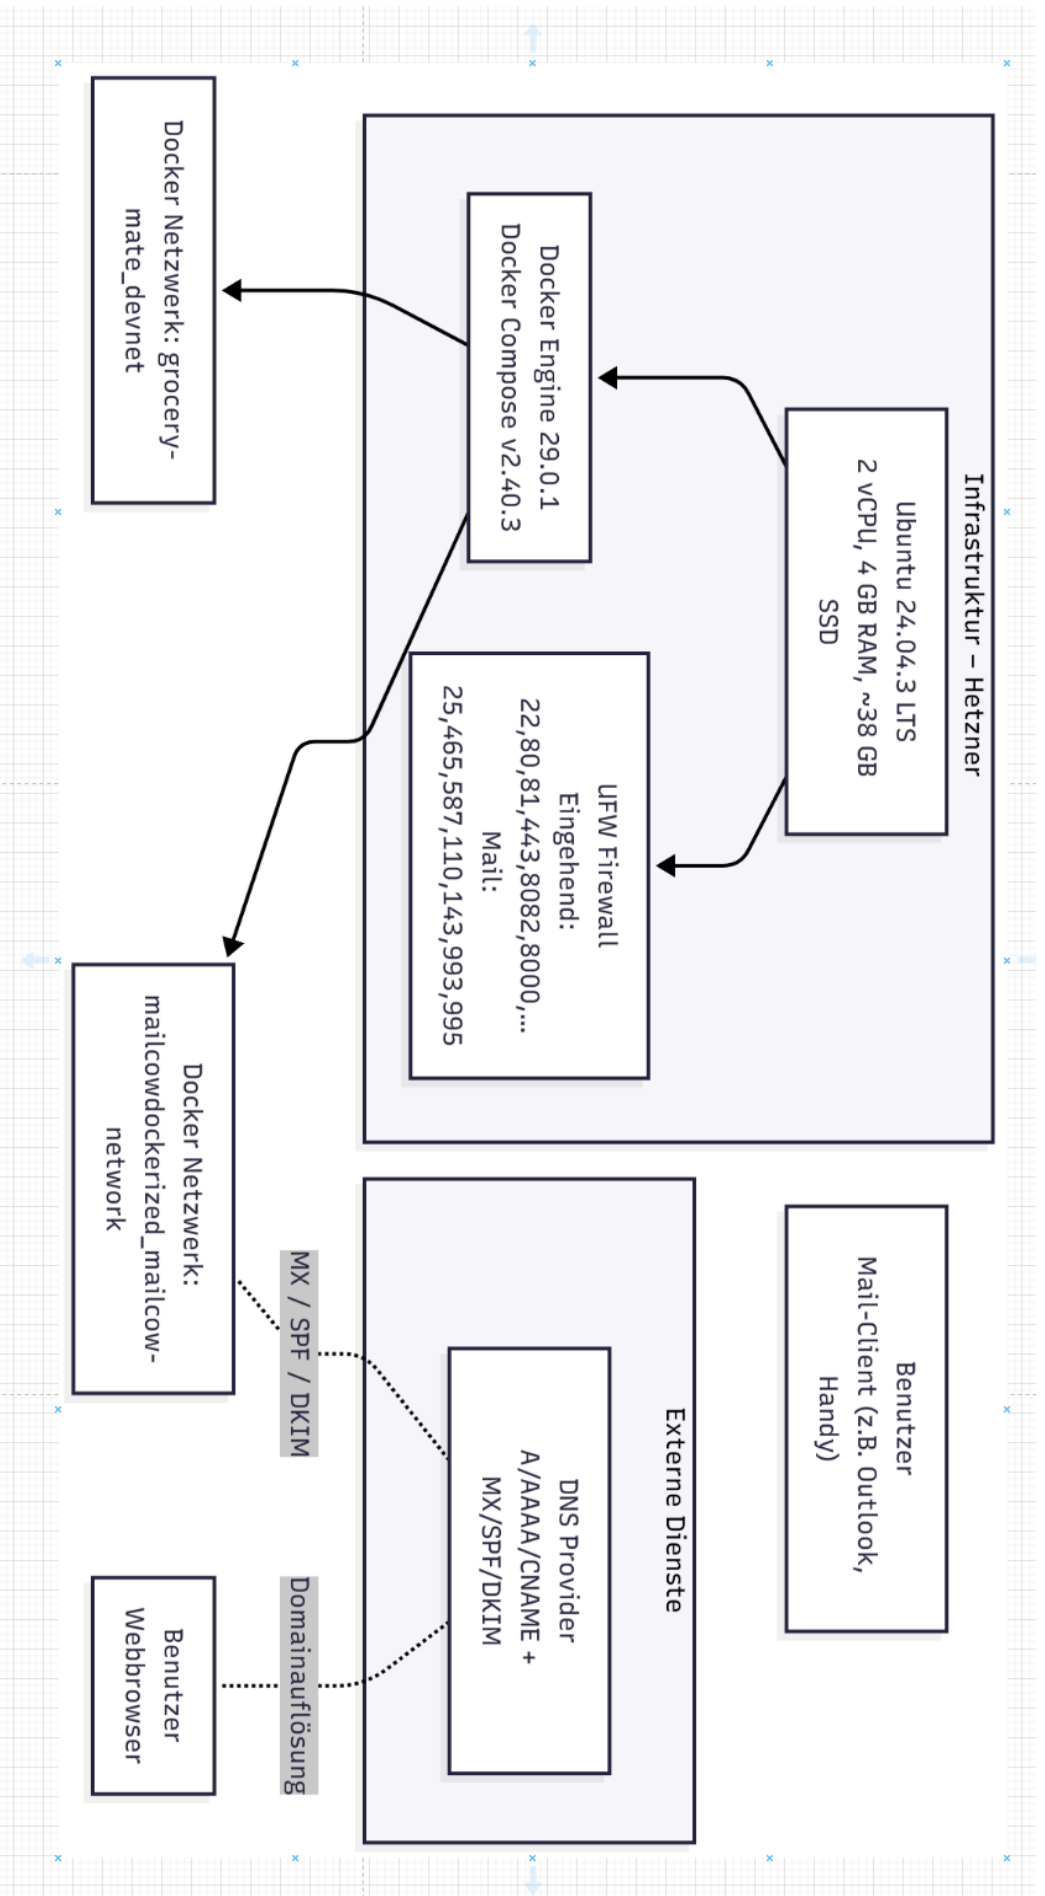 Infrastruktur – Hetzner
Ubuntu 24.04.3 LTS
2 vCPU, 4 GB RAM, ~38 GB
SSD
Benutzer
Mail-Client (z.B. Outlook,
Handy)
Externe Dienste
Docker Engine 29.0.1
Docker Compose v2.40.3
UFW Firewall
Eingehend:
22,80,81,443,8082,8000,...
Mail:
25,465,587,110,143,993,995
DNS Provider
A/AAAA/CNAME +
MX/SPF/DKIM
MX / SPF / DKIM
Domainauflösung
Docker Netzwerk: grocery-
mate_devnet
Docker Netzwerk:
mailcowdockerized_mailcow-
network
Benutzer
Webbrowser